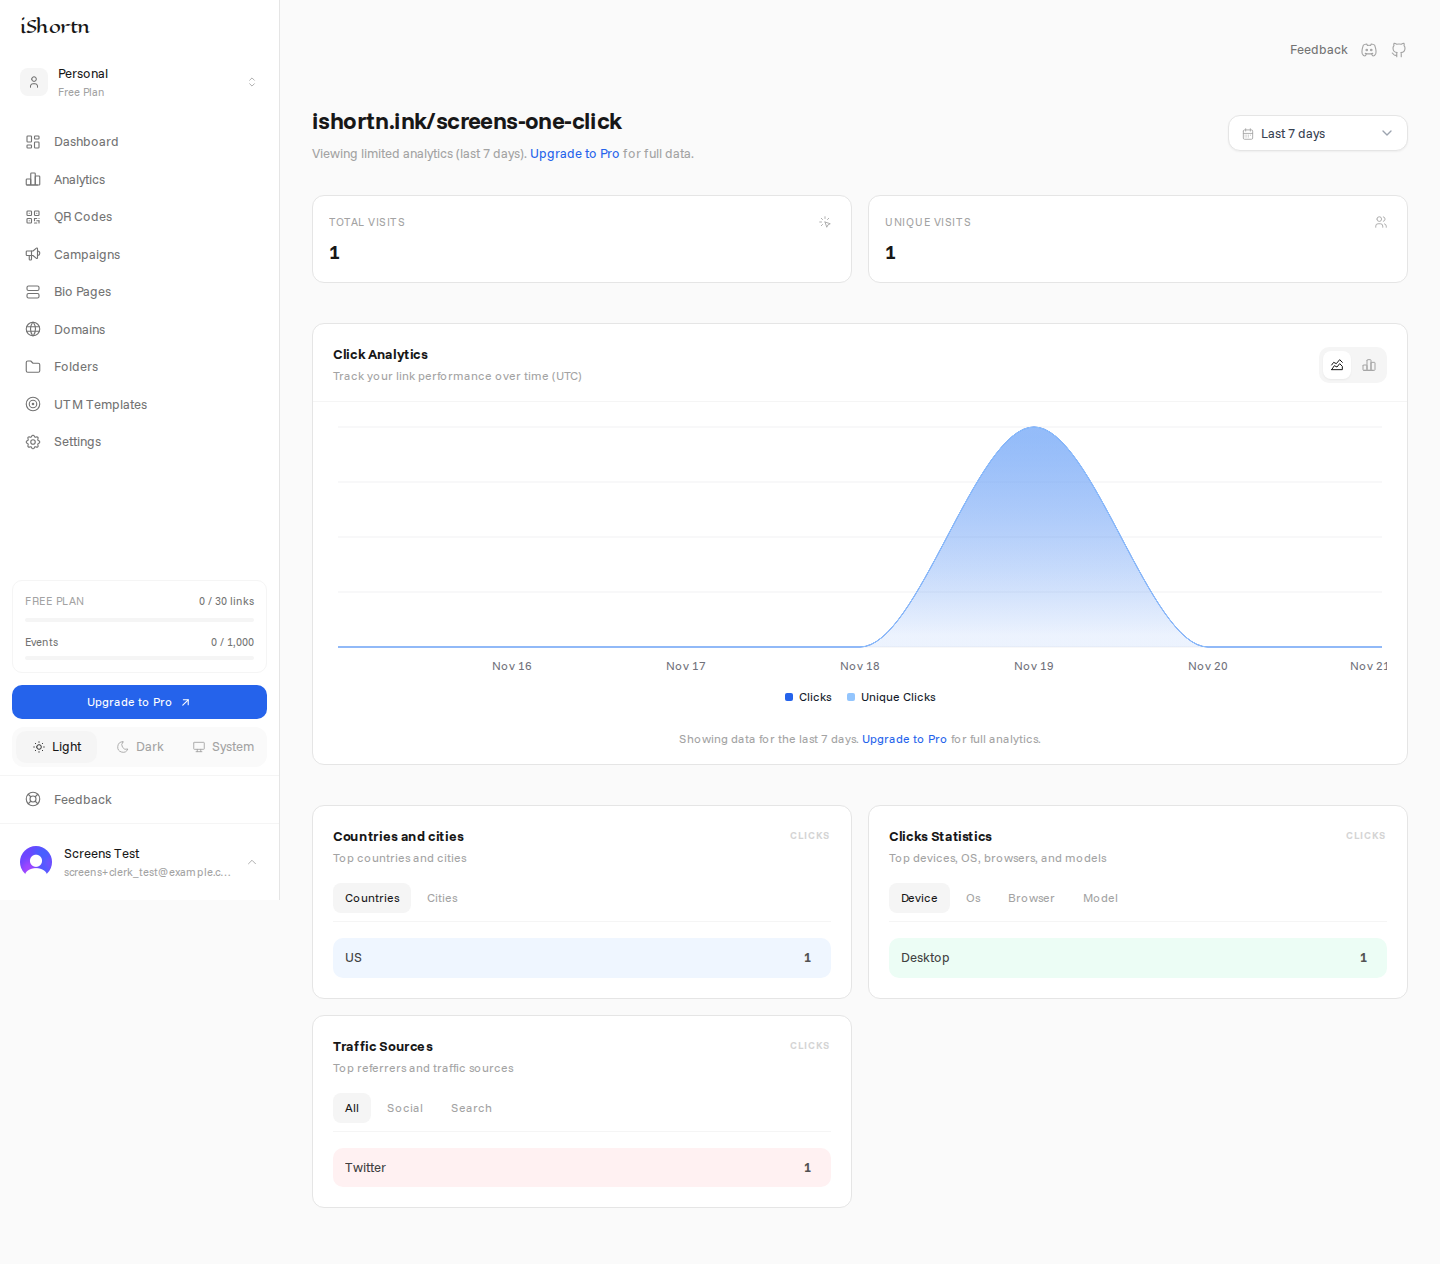 iShortn
Personal
Free Plan
Dashboard
Analytics
QR Codes
Campaigns
Bio Pages
Domains
Folders
UTM Templates
Settings
FREE PLAN 0 / 30 links
Events 0 / 1,000
Upgrade to Pro
Light Dark System
Feedback
Screens Test
screens+clerk_test@example.c...
Feedback
ishortn.ink/screens-one-click
Viewing limited analytics (last 7 days). Upgrade to Pro for full data.
Last 7 days
TOTAL VISITS
1
UNIQUE VISITS
1
Click Analytics
Track your link performance over time (UTC)
Nov 16 Nov 17 Nov 18 Nov 19 Nov 20 Nov 21
Clicks Unique Clicks
Showing data for the last 7 days. Upgrade to Pro for full analytics.
Countries and cities CLICKS
Top countries and cities
Countries Cities
US 1
Clicks Statistics CLICKS
Top devices, OS, browsers, and models
Device Os Browser Model
Desktop 1
Traffic Sources CLICKS
Top referrers and traffic sources
All Social Search
Twitter 1